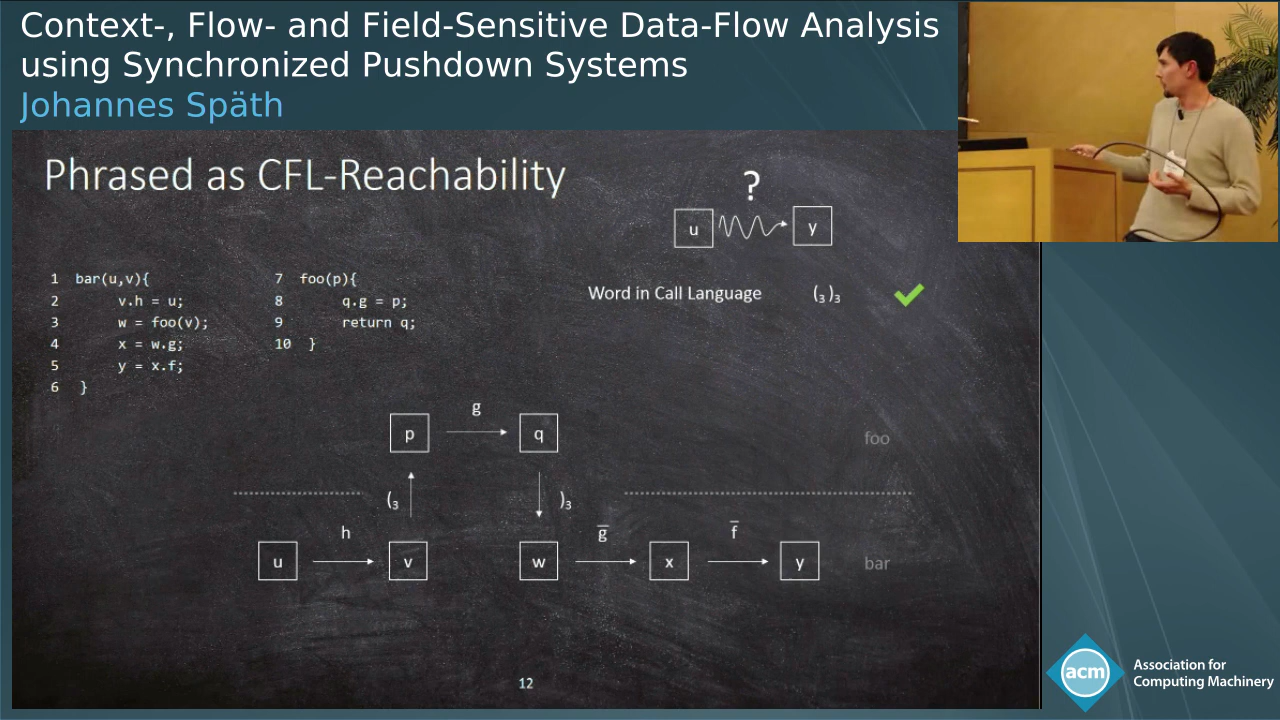 Context-, Flow- and Field-Sensitive Data-Flow Analysis
using Synchronized Pushdown Systems
Johannes Späth
Phrased as CFL-Reachability
?
u
y
Word in Call Language (₃ )₃
1 bar(u,v){
2 v.h = u;
3 w = foo(v);
4 x = w.g;
5 y = x.f;
6 }
7 foo(p){
8 q.g = p;
9 return q;
10 }
g
p
q
foo
(₃
)₃
h
g̅
f̅
u
v
w
x
y
bar
12
acm
Association for
Computing Machinery